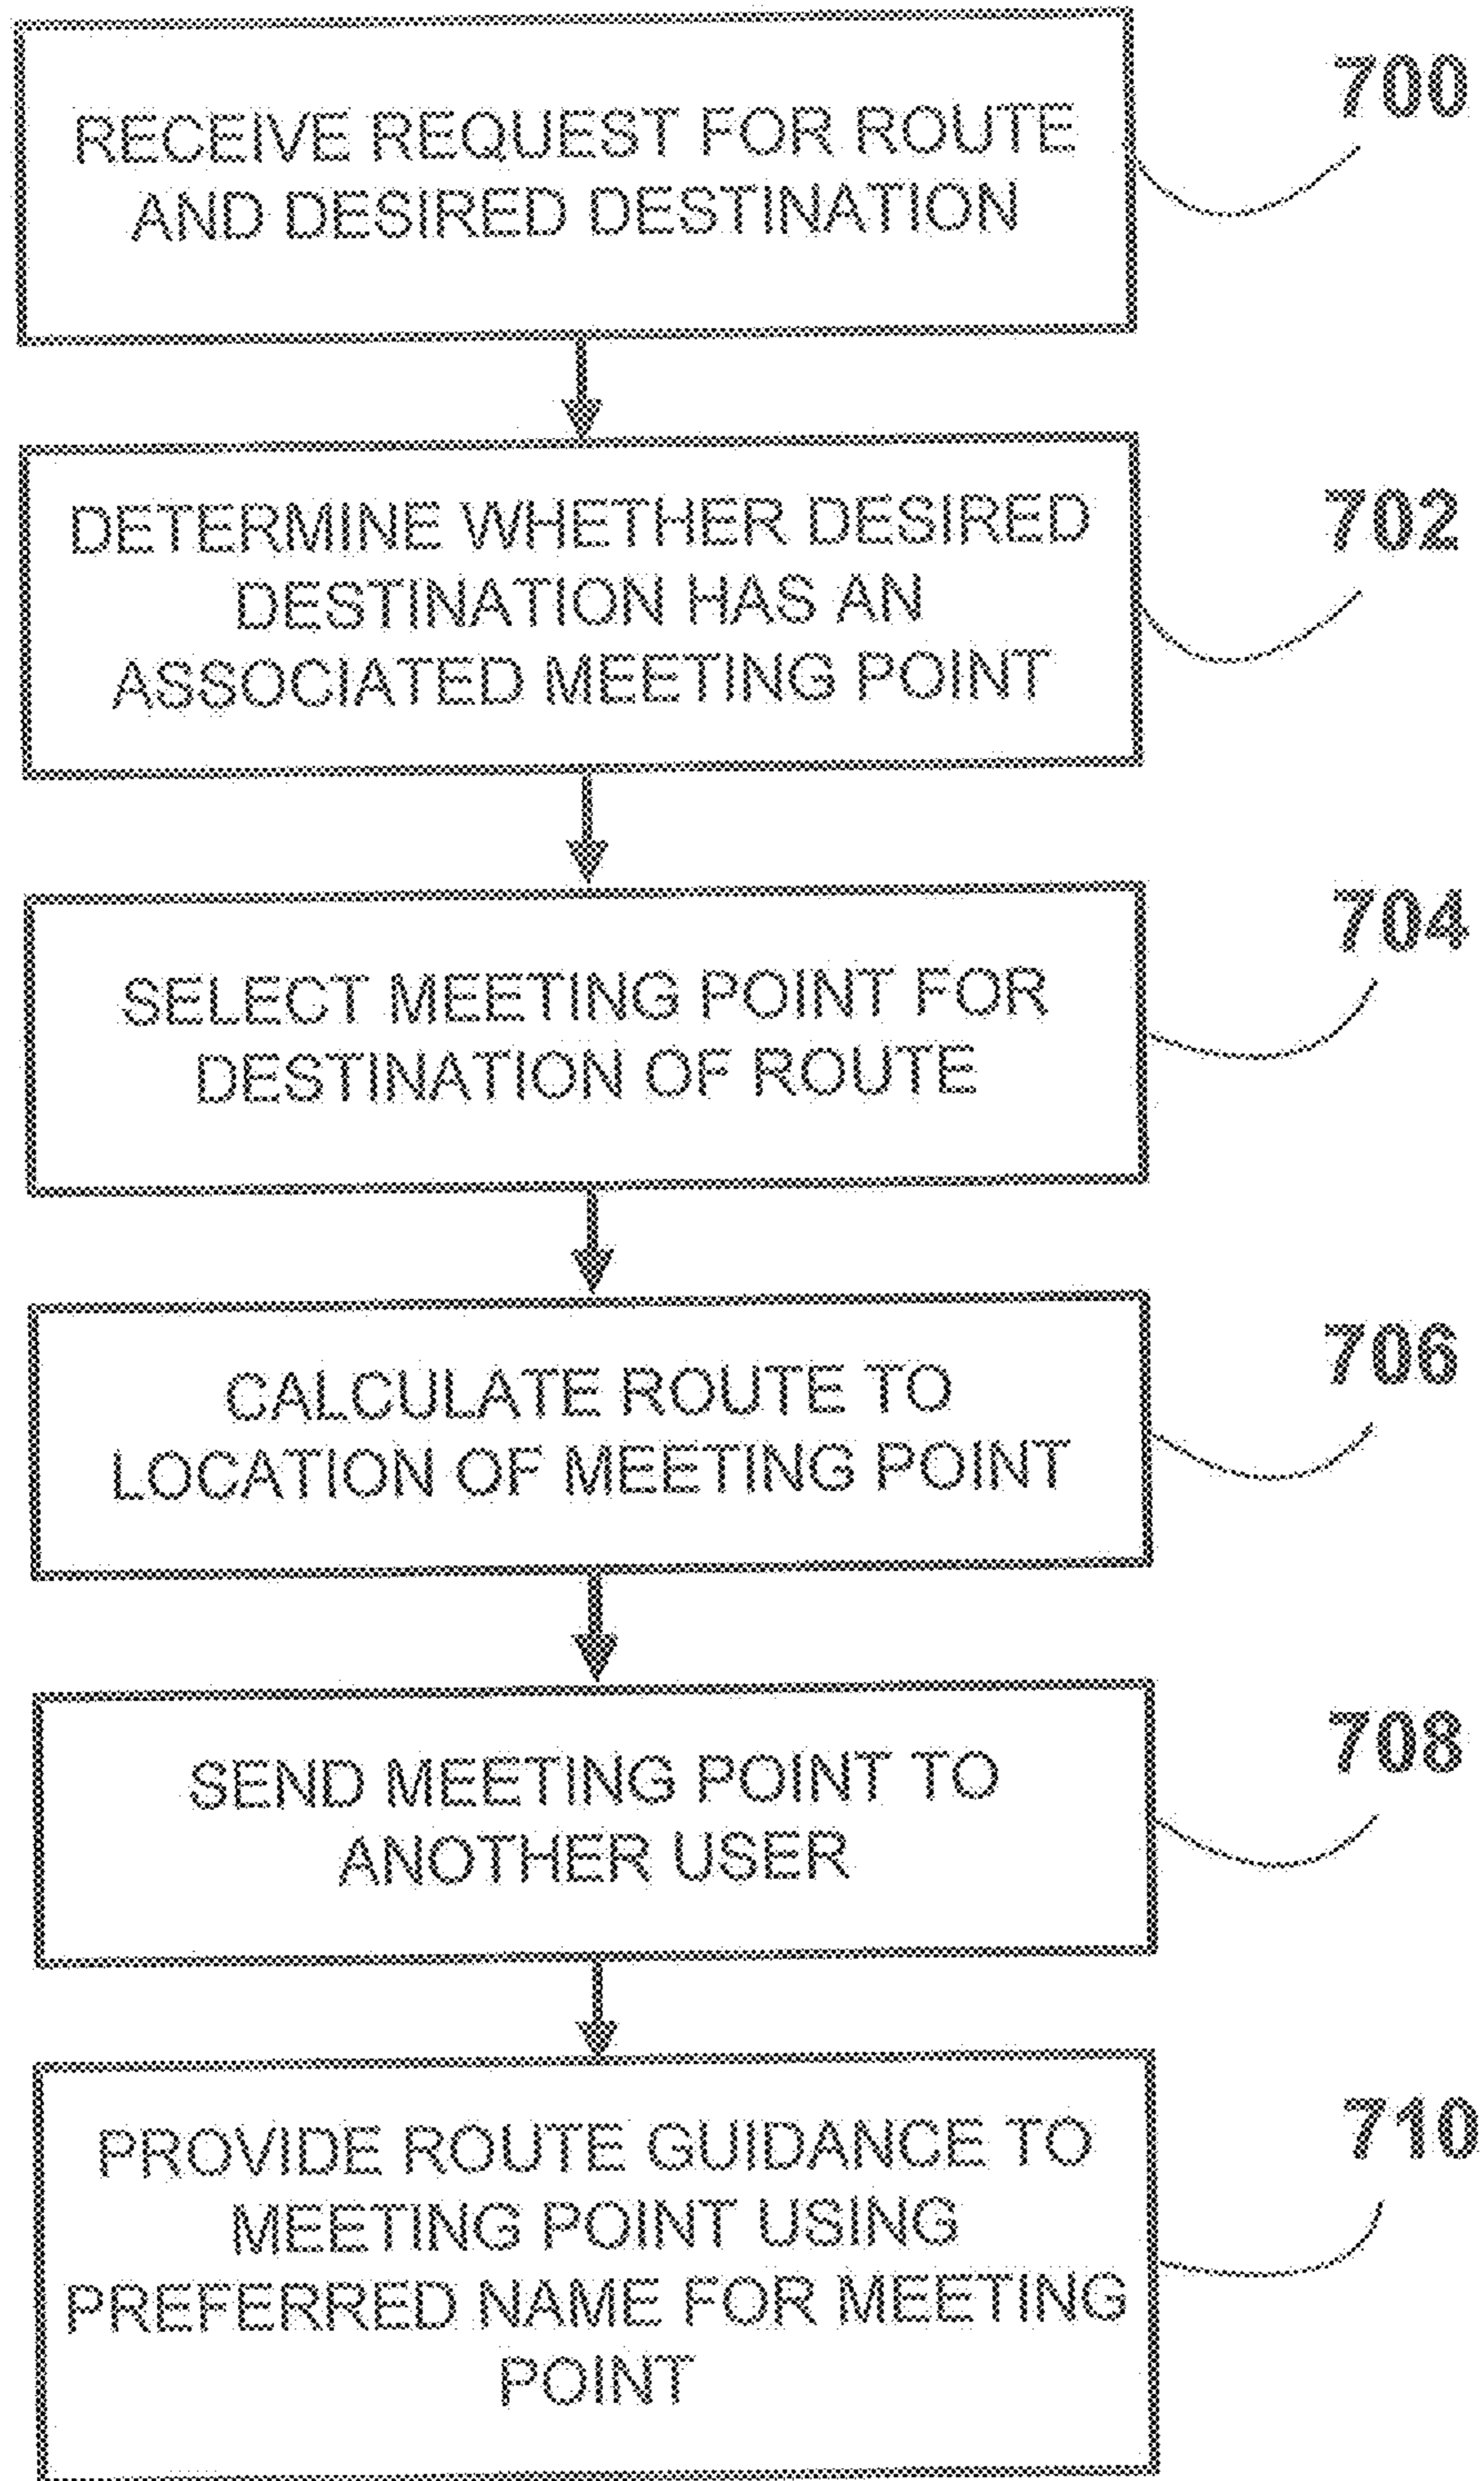 RECEIVE REQUEST FOR ROUTE
AND DESIRED DESTINATION
700
DETERMINE WHETHER DESIRED
DESTINATION HAS AN
ASSOCIATED MEETING POINT
702
SELECT MEETING POINT FOR
DESTINATION OF ROUTE
704
CALCULATE ROUTE TO
LOCATION OF MEETING POINT
706
SEND MEETING POINT TO
ANOTHER USER
708
PROVIDE ROUTE GUIDANCE TO
MEETING POINT USING
PREFERRED NAME FOR MEETING
POINT
710